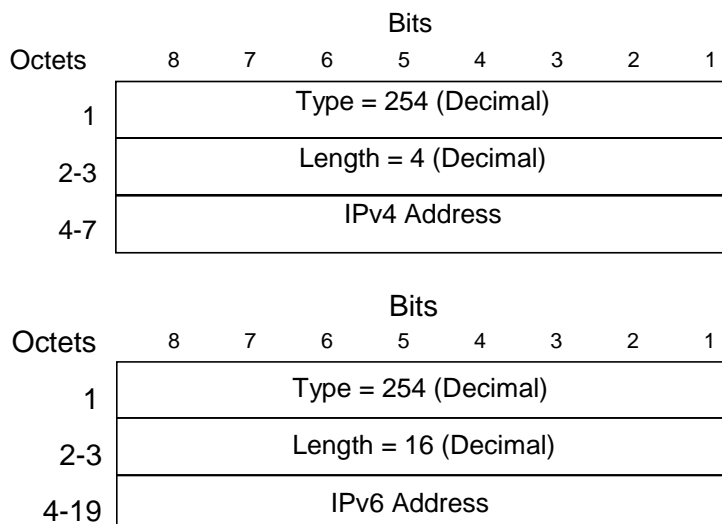 Bits
Octets 8 7 6 5 4 3 2 1
1 Type = 254 (Decimal)
2-3 Length = 4 (Decimal)
4-7 IPv4 Address
Bits
Octets 8 7 6 5 4 3 2 1
1 Type = 254 (Decimal)
2-3 Length = 16 (Decimal)
4-19 IPv6 Address